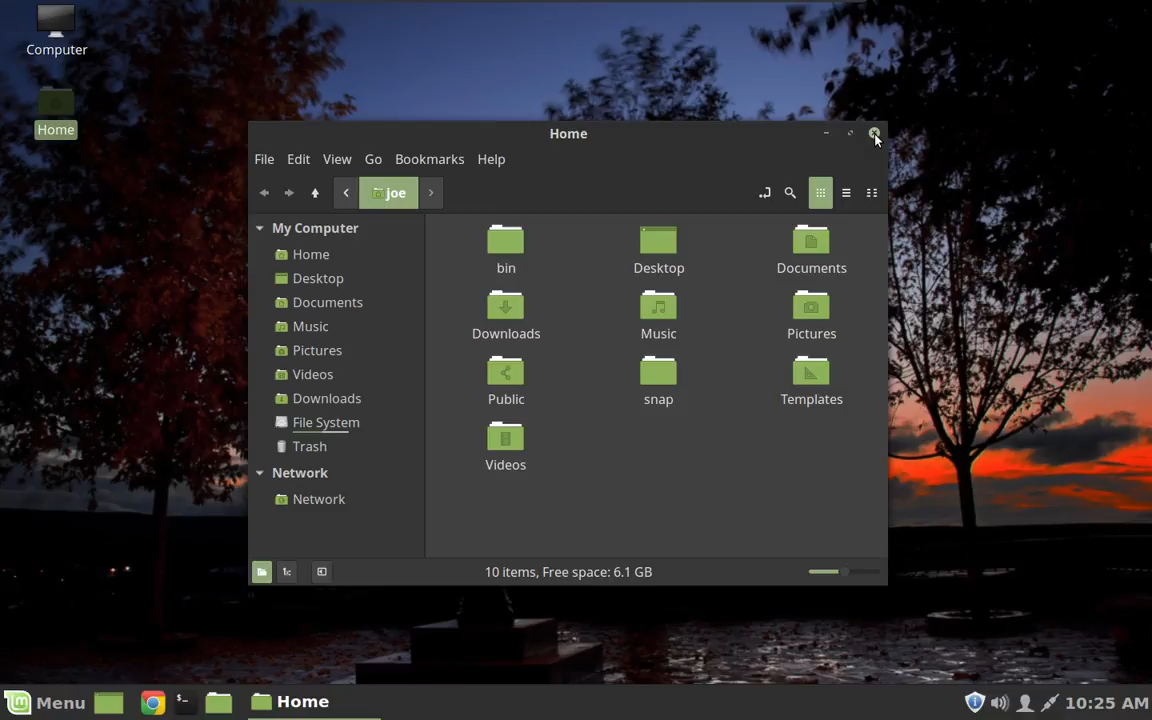 Computer
Home
Home
File Edit View Go Bookmarks Help
joe
My Computer
Home
Desktop
Documents
Music
Pictures
Videos
Downloads
File System
Trash
Network
Network
bin Desktop Documents
Downloads Music Pictures
Public snap Templates
Videos
10 items, Free space: 6.1 GB
Menu
Home
10:25 AM